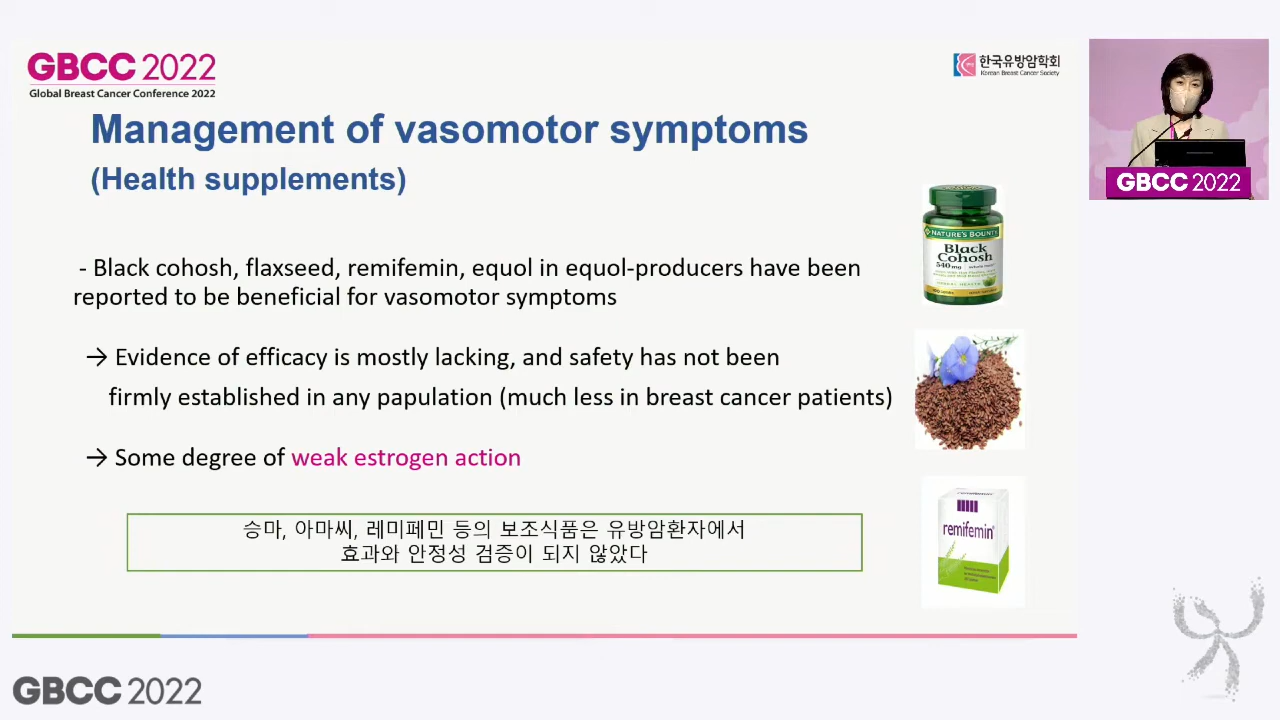 GBCC 2022
Global Breast Cancer Conference 2022
한국유방암학회
Korean Breast Cancer Society
Management of vasomotor symptoms
(Health supplements)
- Black cohosh, flaxseed, remifemin, equol in equol-producers have been
reported to be beneficial for vasomotor symptoms
→ Evidence of efficacy is mostly lacking, and safety has not been
firmly established in any papulation (much less in breast cancer patients)
→ Some degree of weak estrogen action
승마, 아마씨, 레미페민 등의 보조식품은 유방암환자에서
효과와 안정성 검증이 되지 않았다
NATURE'S BOUNTY
Black
Cohosh
540 mg
remifemin®
GBCC 2022
GBCC 2022